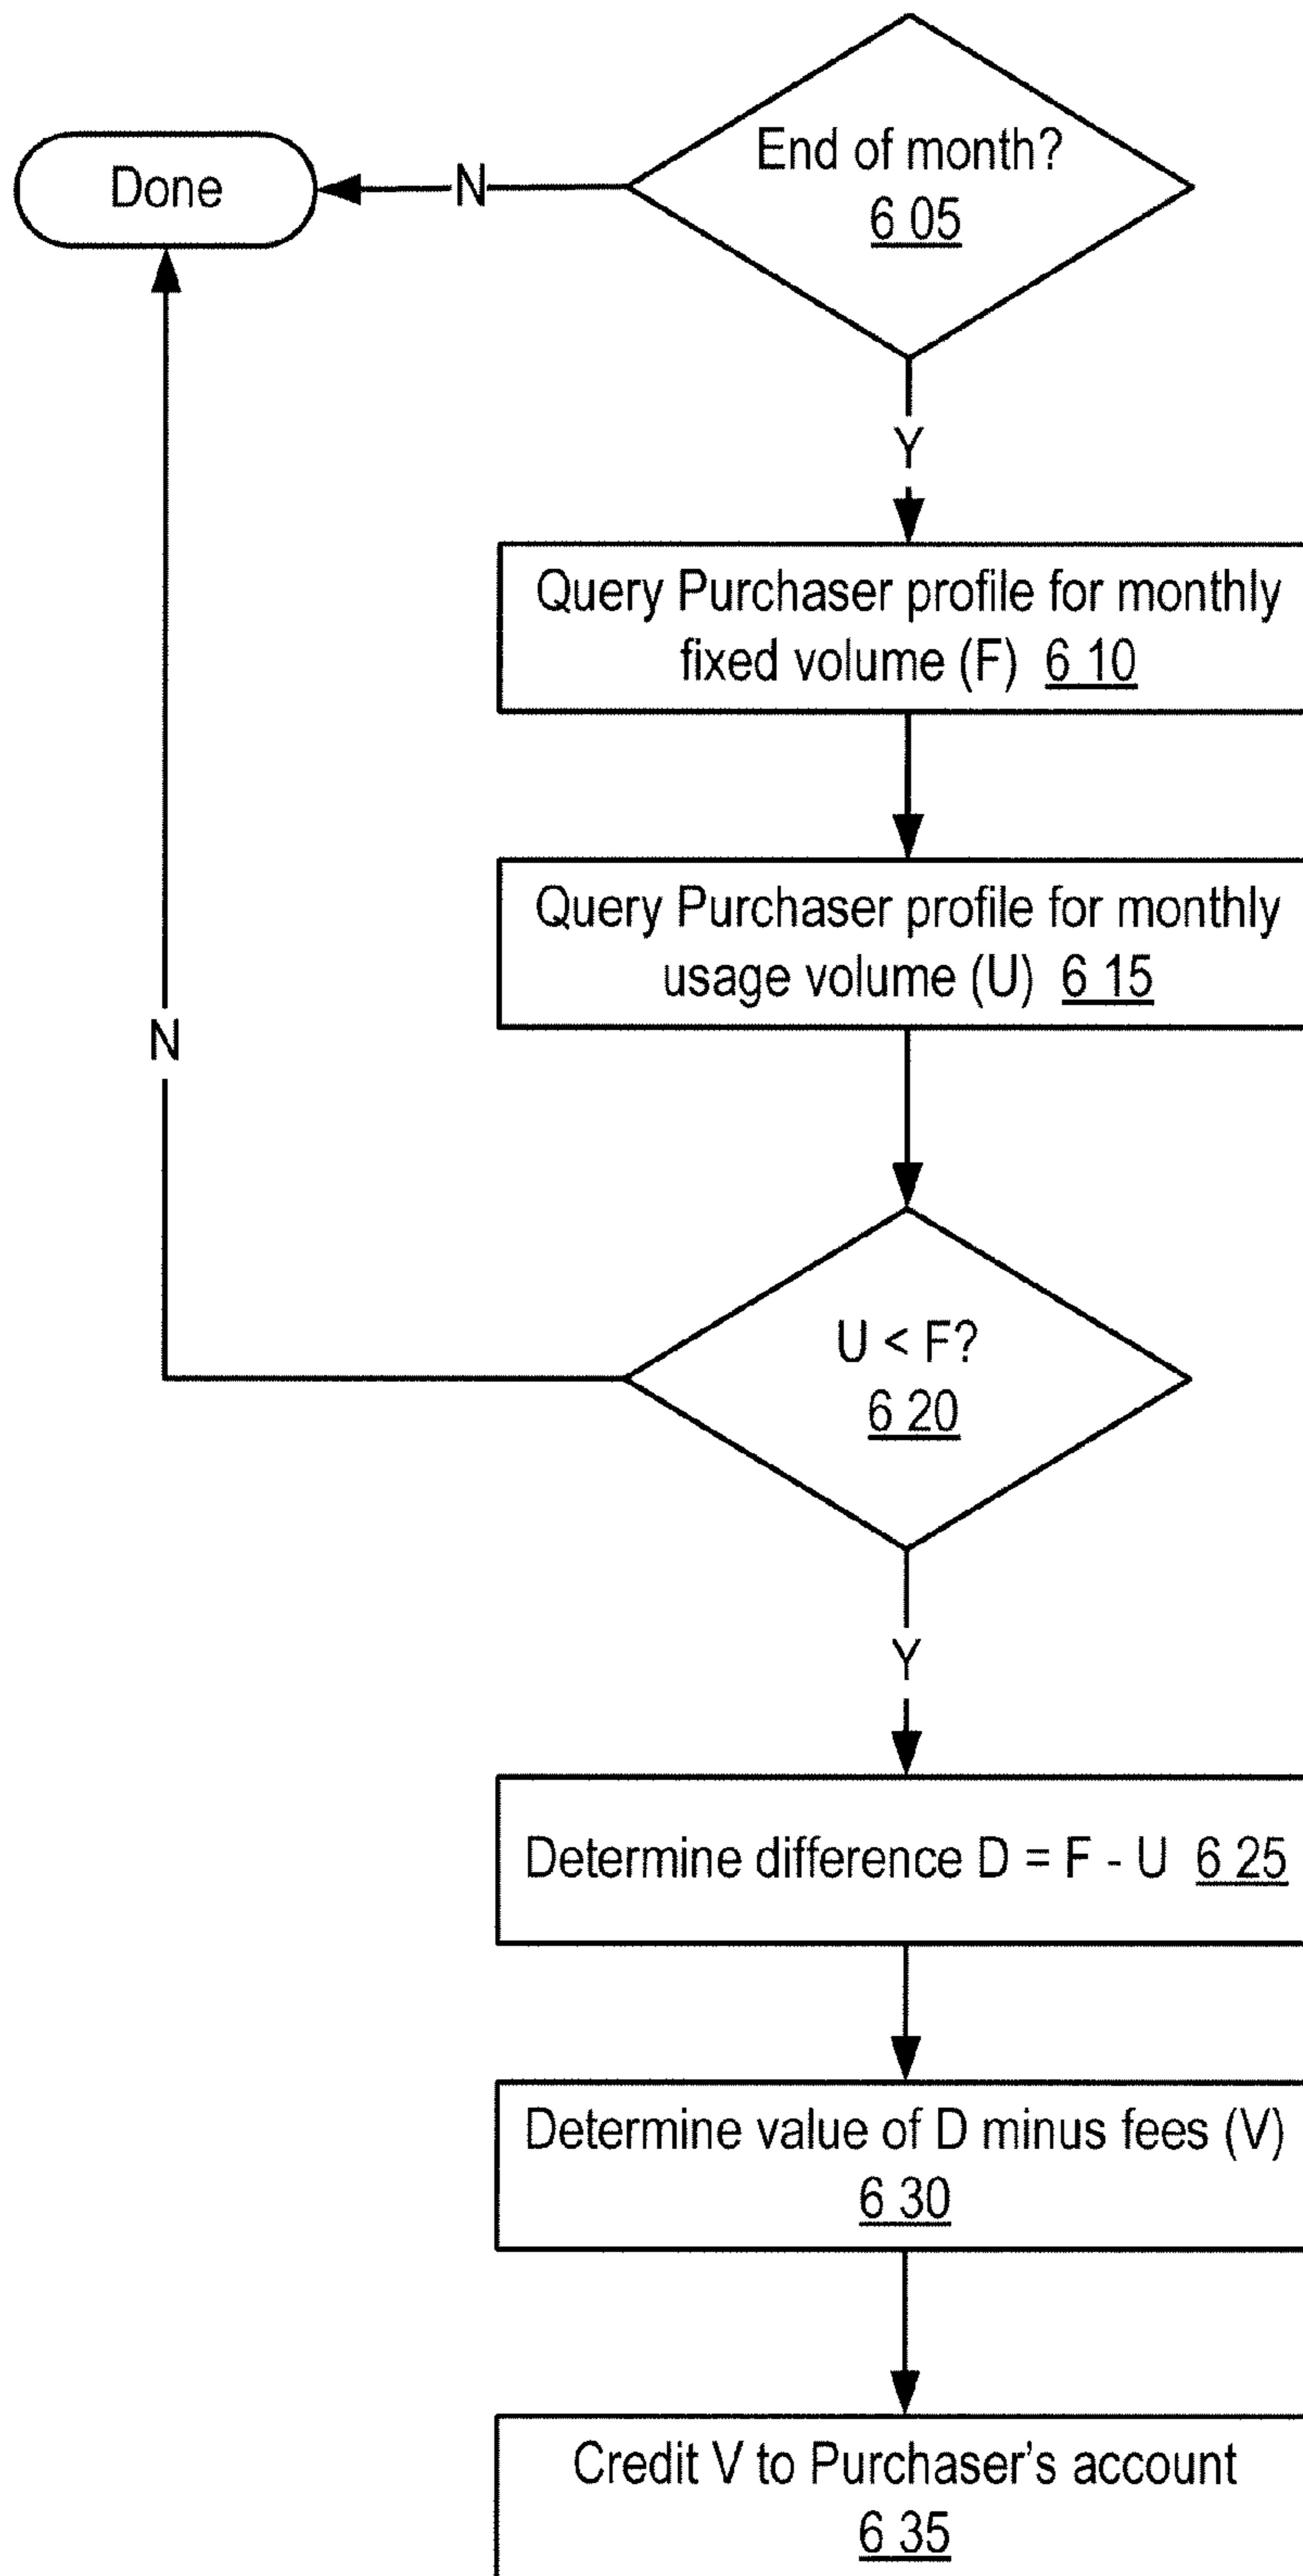 End of month?
6 05
Done
N
Y
Query Purchaser profile for monthly
fixed volume (F) 6 10
Query Purchaser profile for monthly
usage volume (U) 6 15
N
U < F?
6 20
Y
Determine difference D = F - U 6 25
Determine value of D minus fees (V)
6 30
Credit V to Purchaser's account
6 35